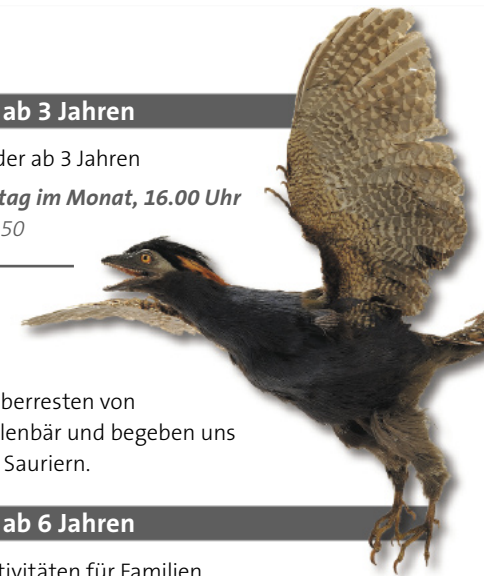 ab 3 Jahren
der ab 3 Jahren
tag im Monat, 16.00 Uhr
50
berresten von
lenbär und begeben uns
Sauriern.
ab 6 Jahren
tivitäten für Familien